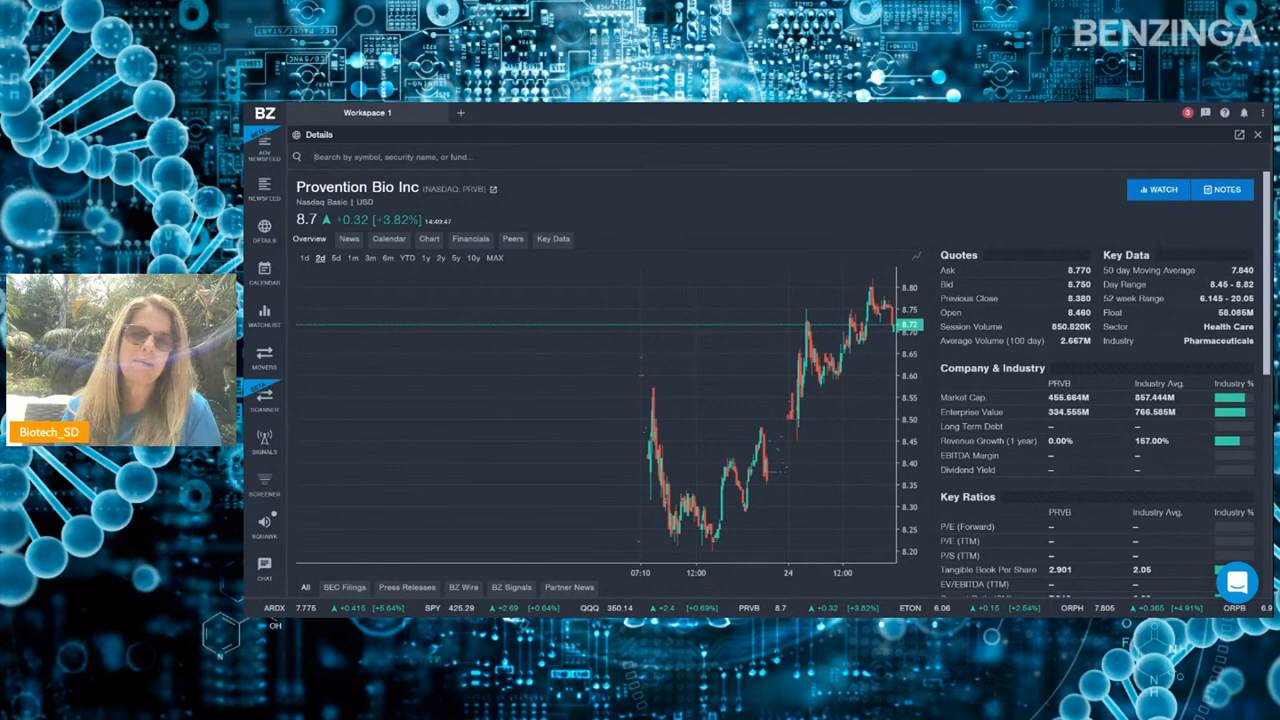 BENZINGA
BZ
Workspace 1
+
3
BETA
ADV
NEWSFEED
NEWSFEED
DETAILS
CALENDAR
WATCHLIST
MOVERS
BETA
SCANNER
SIGNALS
SCREENER
SQUAWK
CHAT
Details
Search by symbol, security name, or fund...
Provention Bio Inc (NASDAQ: PRVB)
Nasdaq Basic | USD
8.7 +0.32 [+3.82%] 14:49:47
WATCH NOTES
Overview News Calendar Chart Financials Peers Key Data
1d 2d 5d 1m 3m 6m YTD 1y 2y 5y 10y MAX
8.80
8.75
8.72
8.70
8.65
8.60
8.55
8.50
8.45
8.40
8.35
8.30
8.25
8.20
07:10 12:00 24 12:00
Quotes
Ask 8.770
Bid 8.750
Previous Close 8.380
Open 8.460
Session Volume 850.820K
Average Volume (100 day) 2.667M
Key Data
50 day Moving Average 7.840
Day Range 8.45 - 8.82
52 week Range 6.145 - 20.05
Float 58.085M
Sector Health Care
Industry Pharmaceuticals
Company & Industry
PRVB Industry Avg. Industry %
Market Cap. 455.664M 857.444M
Enterprise Value 334.555M 766.585M
Long Term Debt – –
Revenue Growth (1 year) 0.00% 157.00%
EBITDA Margin – –
Dividend Yield – –
Key Ratios
PRVB Industry Avg. Industry %
P/E (Forward) – –
P/E (TTM) – –
P/S (TTM) – –
Tangible Book Per Share 2.901 2.05
EV/EBITDA (TTM) – –
All SEC Filings Press Releases BZ Wire BZ Signals Partner News
ARDX 7.775 +0.415 [+5.64%] SPY 425.29 +2.69 [+0.64%] QQQ 350.14 +2.4 [+0.69%] PRVB 8.7 +0.32 [+3.82%] ETON 6.06 +0.15 [+2.54%] ORPH 7.805 +0.365 [+4.91%] ORPB 6.9
Biotech_SD
OH
N